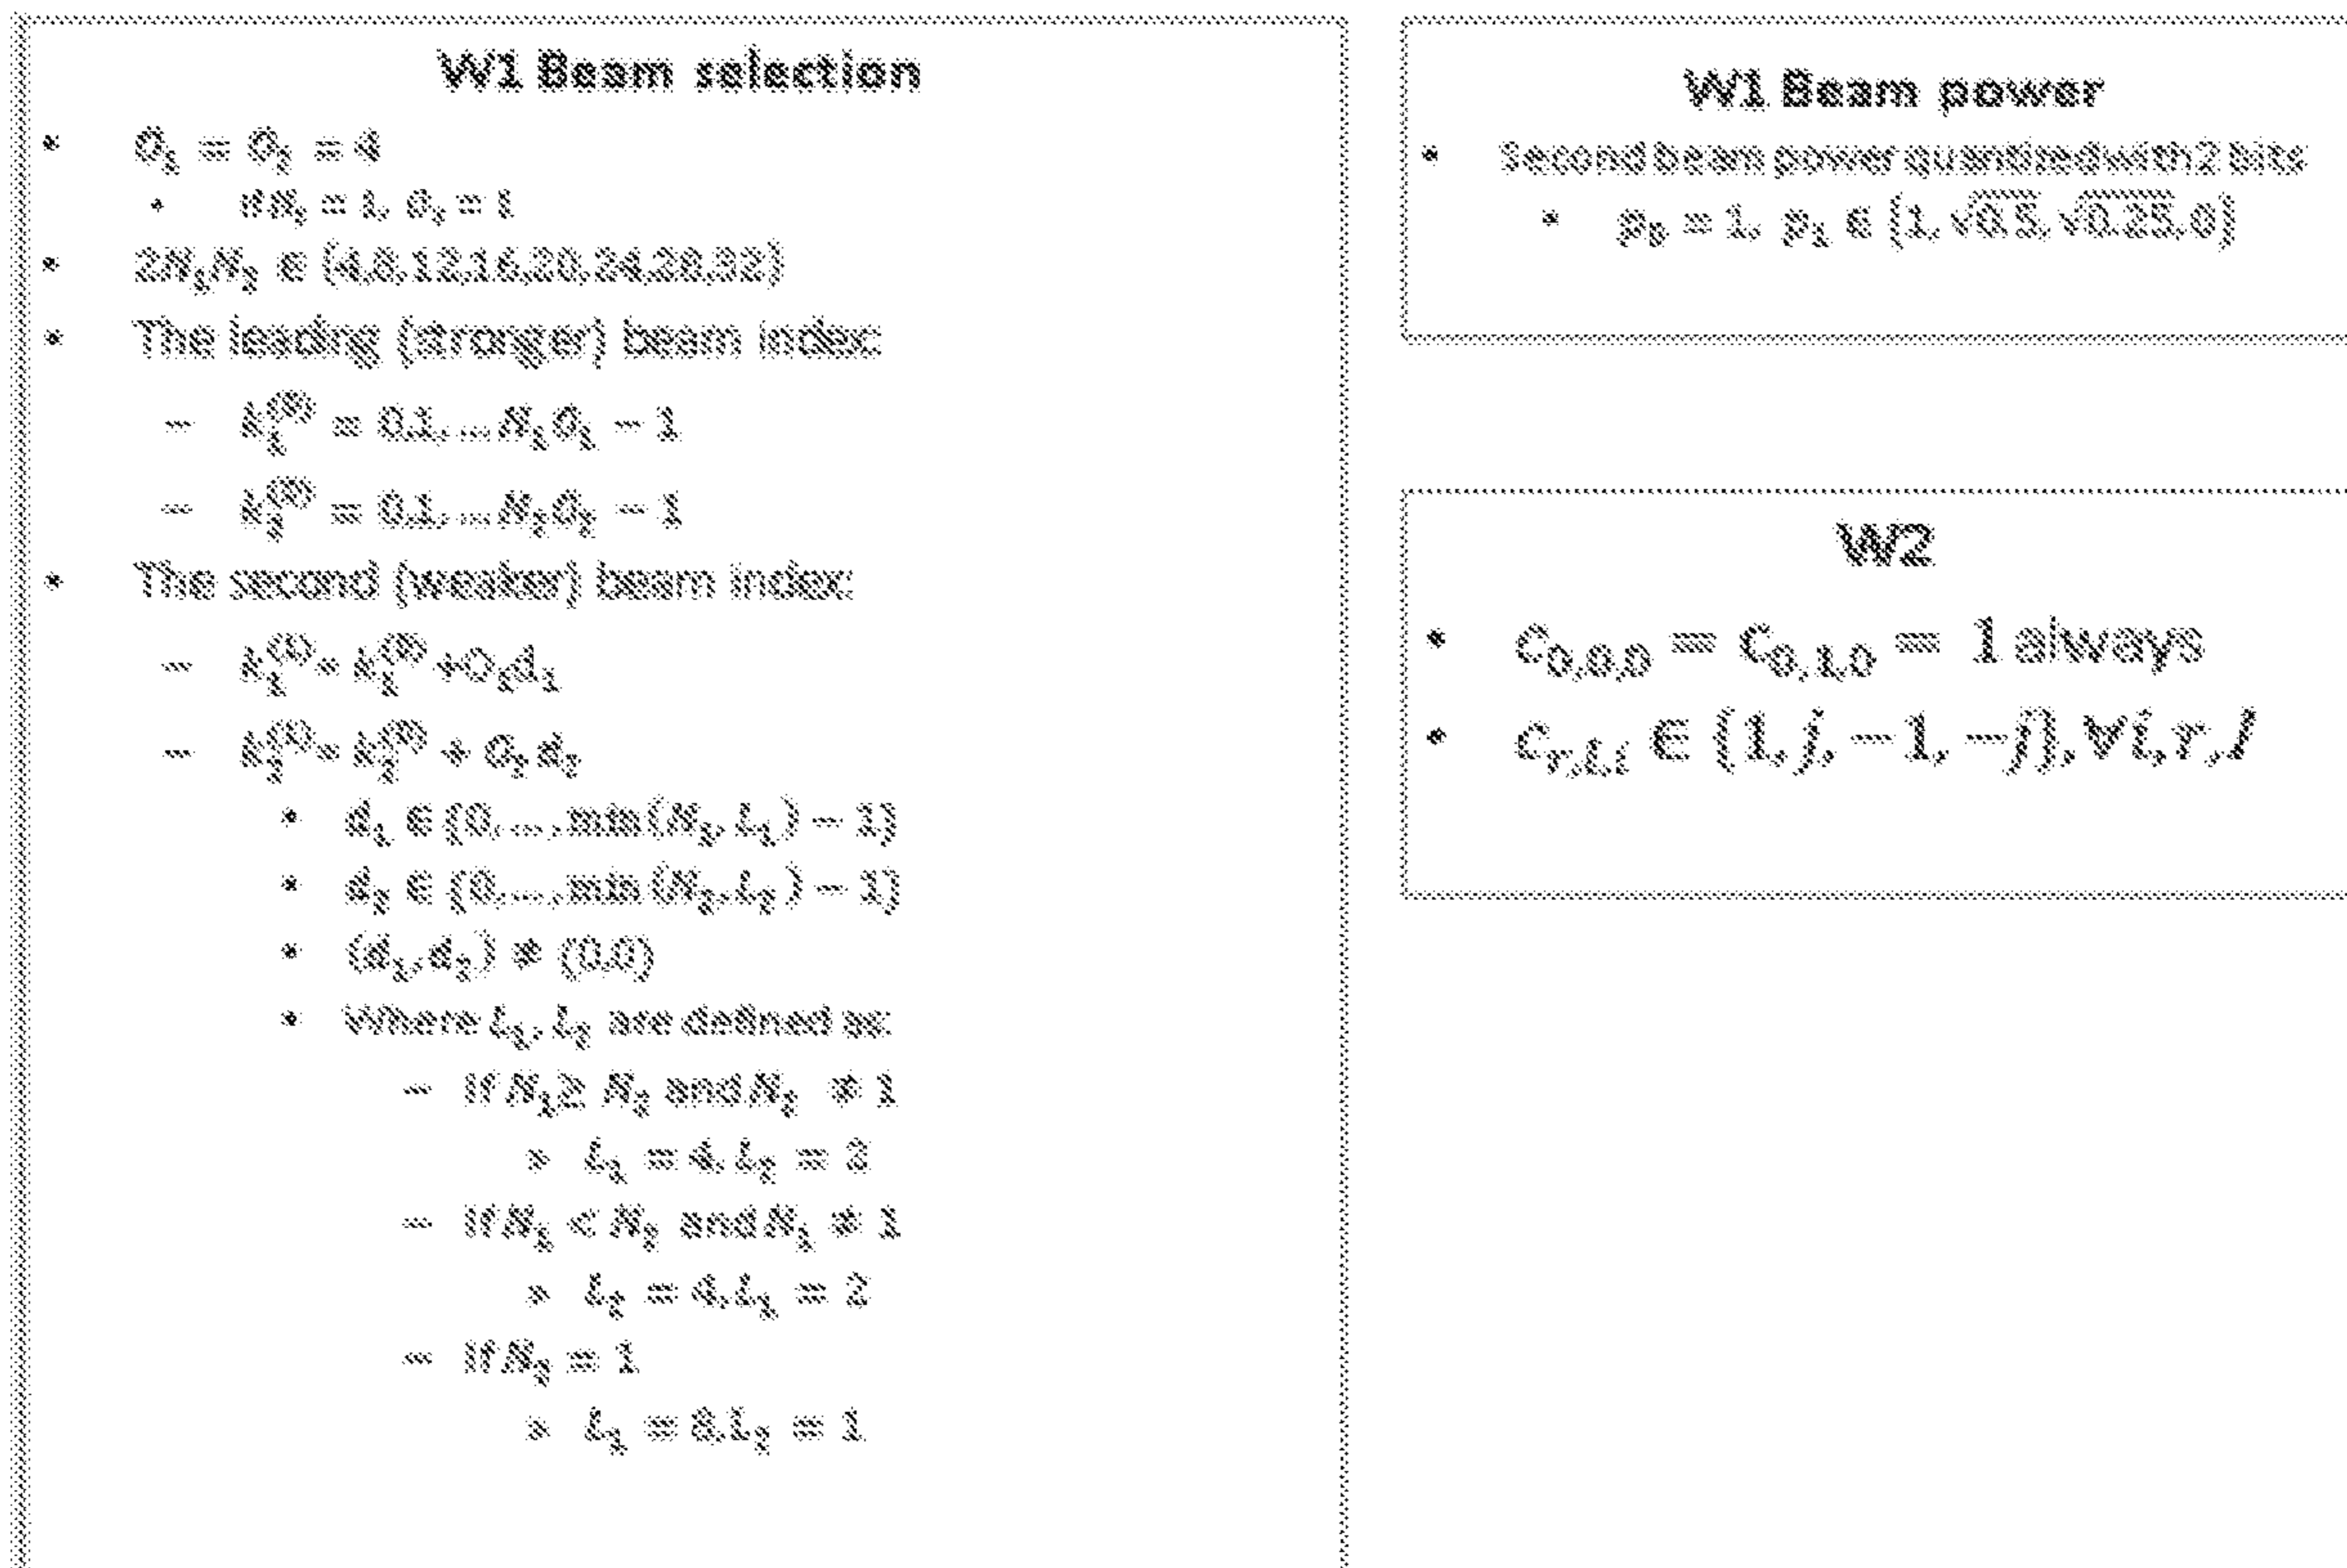 W1 Beam selection
• O₁ = O₂ = 4
• If N₂ = 1, O₂ = 1
• 2N₁N₂ ∈ {4,8,12,16,20,24,28,32}
• The leading (stronger) beam index:
– k₁⁽⁰⁾ = 0,1,...N₁O₁ − 1
– k₂⁽⁰⁾ = 0,1,...N₂O₂ − 1
• The second (weaker) beam index:
– k₁⁽¹⁾= k₁⁽⁰⁾ +O₁d₁
– k₂⁽¹⁾= k₂⁽⁰⁾ + O₂d₂
• d₁ ∈ {0,...,min(N₁,L₁) − 1}
• d₂ ∈ {0,...,min(N₂,L₂) − 1}
• (d₁,d₂) ≠ (0,0)
• Where L₁, L₂ are defined as:
– If N₁≥ N₂ and N₂ ≠ 1
» L₁ = 4, L₂ = 2
– If N₁ < N₂ and N₁ ≠ 1
» L₂ = 4, L₁ = 2
– If N₂ = 1
» L₁ = 8, L₂ = 1
W1 Beam power
• Second beam power quantized with 2 bits
• p₀ = 1, p₁ ∈ {1, √0.5, √0.25, 0}
W2
• c₀,₀,₀ = c₀,₁,₀ = 1 always
• c_{r,l,i} ∈ {1, j, −1, −j}, ∀i, r, l